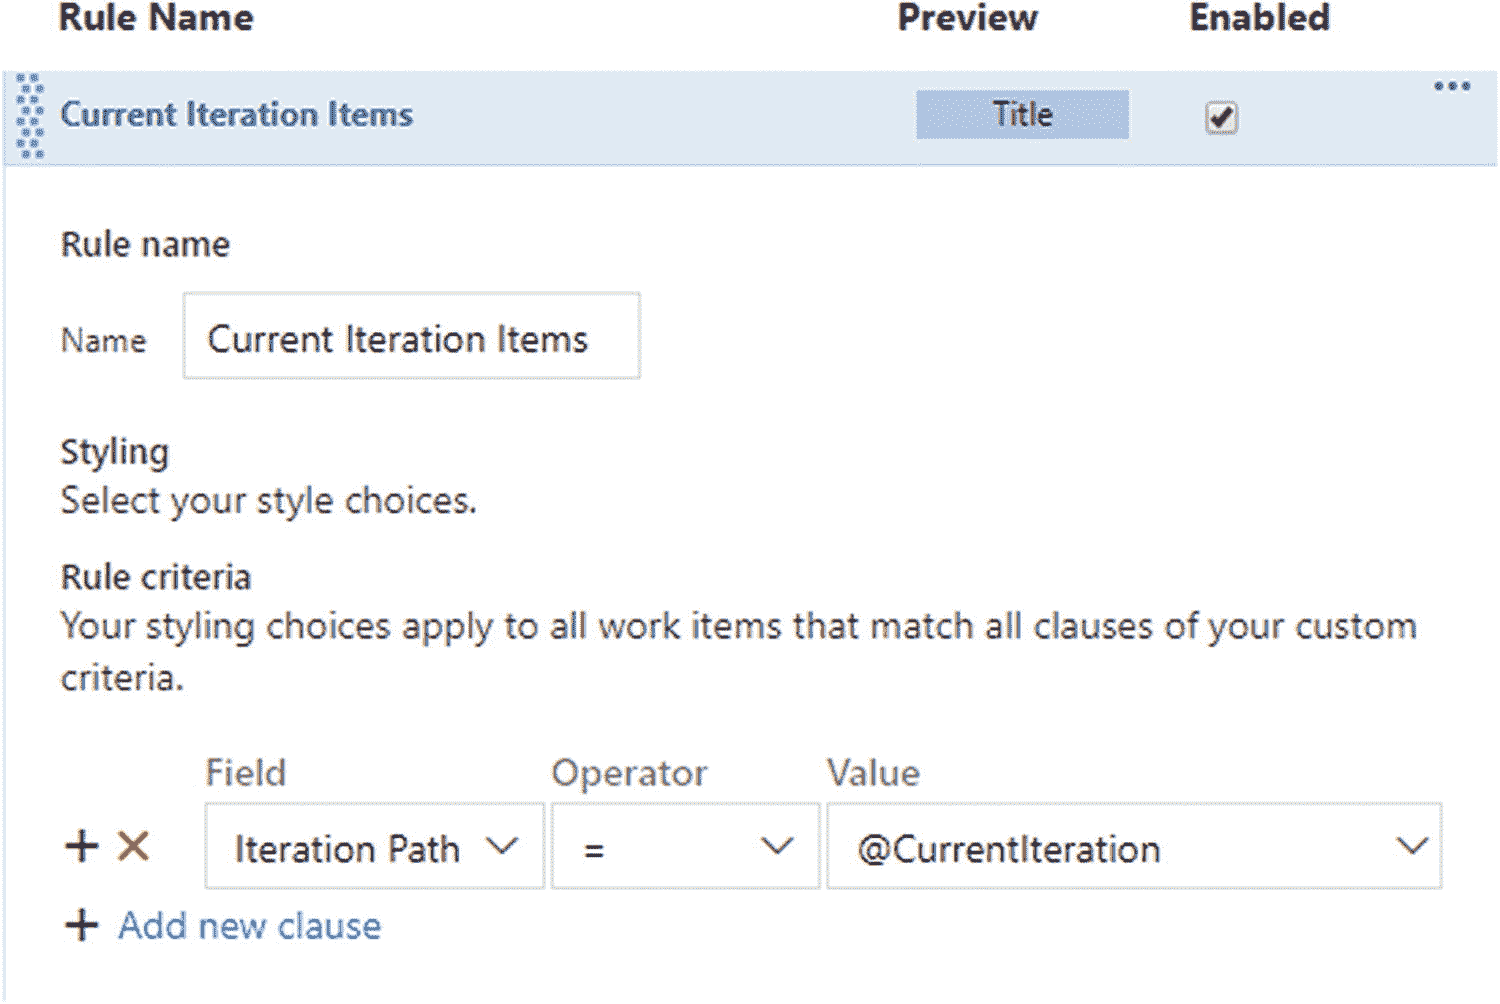 Rule Name Preview Enabled
Current Iteration Items Title
Rule name
Name Current Iteration Items
Styling
Select your style choices.
Rule criteria
Your styling choices apply to all work items that match all clauses of your custom
criteria.
Field Operator Value
Iteration Path = @CurrentIteration
Add new clause